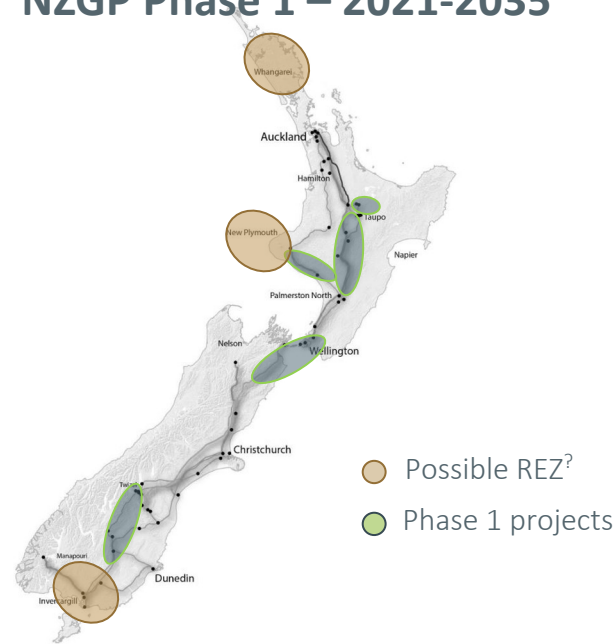 NZGP Phase 1 – 2021-2035
Whangarei
Auckland
Hamilton
Taupo
New Plymouth
Napier
Palmerston North
Nelson
Wellington
Christchurch
Possible REZ?
Phase 1 projects
Manapouri
Dunedin
Invercargill